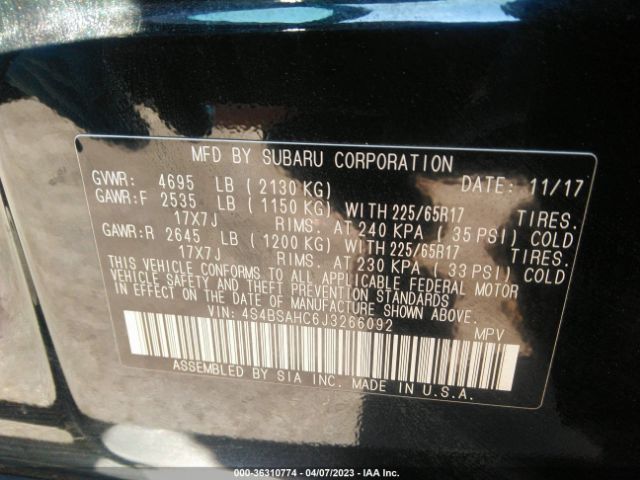 MFD BY SUBARU CORPORATION
GVWR: 4695 LB (2130 KG) DATE: 11/17
GAWR:F 2535 LB (1150 KG) WITH 225/65R17 TIRES.
17X7J RIMS. AT 240 KPA (35 PSI) COLD
GAWR:R 2645 LB (1200 KG) WITH 225/65R17 TIRES.
17X7J RIMS. AT 230 KPA (33 PSI) COLD
THIS VEHICLE CONFORMS TO ALL APPLICABLE FEDERAL MOTOR
VEHICLE SAFETY AND THEFT PREVENTION STANDARDS
IN EFFECT ON THE DATE OF MANUFACTURE SHOWN ABOVE.
VIN: 4S4BSAHC6J3266092 MPV
ASSEMBLED BY SIA INC. MADE IN U.S.A.
000-36310774 - 04/07/2023 - IAA Inc.